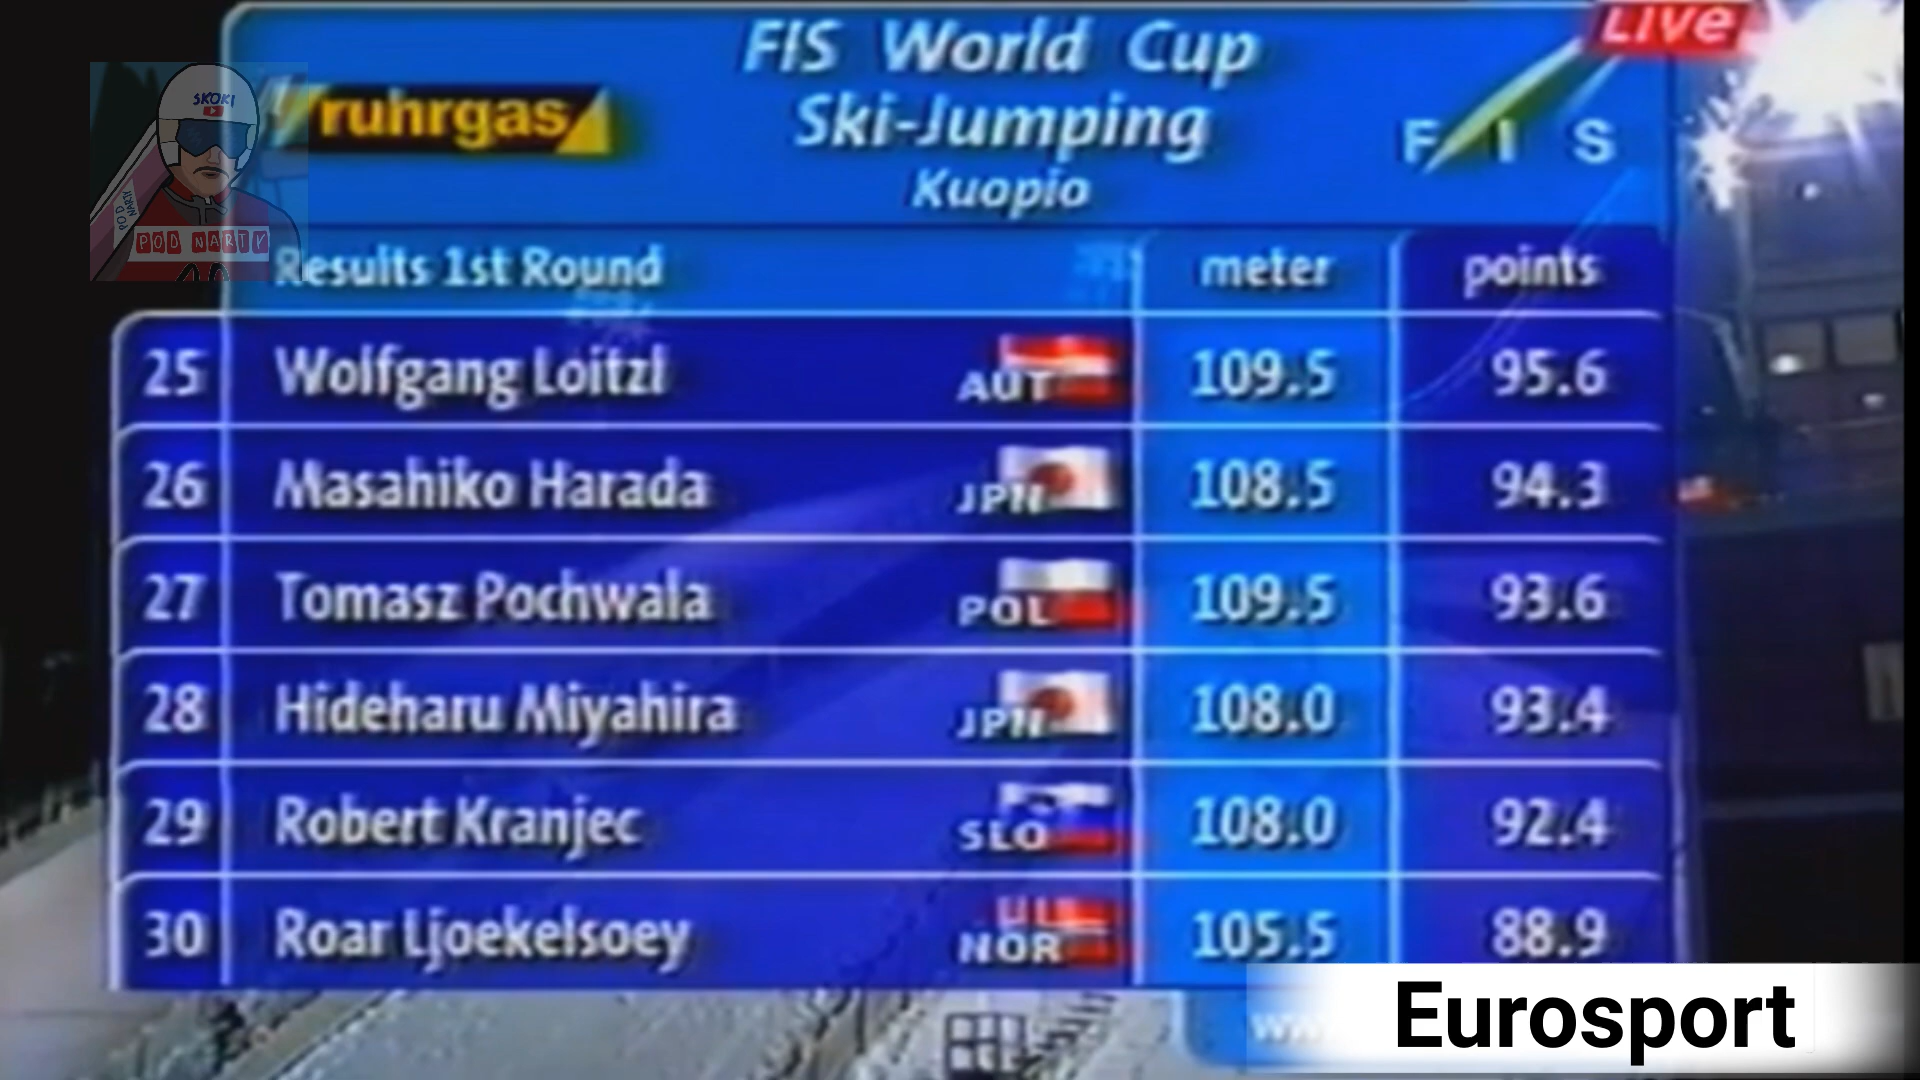 LIVE
FIS World Cup
Ski-Jumping
Kuopio
ruhrgas
F I S
SKOKI
POD NARTY
POD NARTY
Results 1st Round meter points
25 Wolfgang Loitzl AUT 109.5 95.6
26 Masahiko Harada JPN 108.5 94.3
27 Tomasz Pochwala POL 109.5 93.6
28 Hideharu Miyahira JPN 108.0 93.4
29 Robert Kranjec SLO 108.0 92.4
30 Roar Ljoekelsoey NOR 105.5 88.9
Eurosport